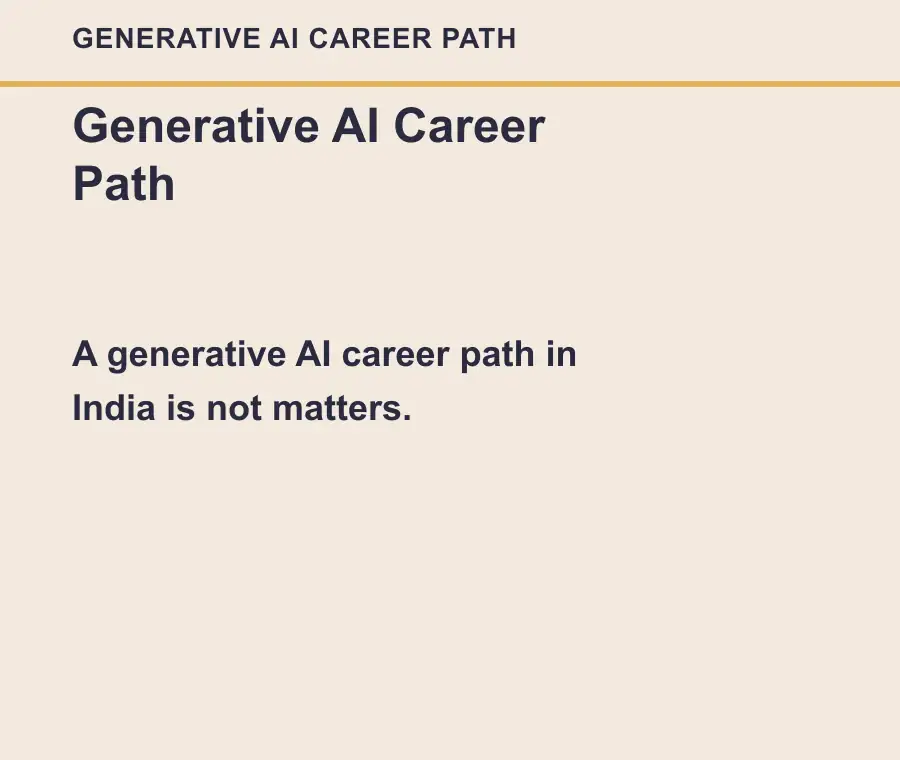 GENERATIVE AI CAREER PATH
Generative AI Career
Path
A generative AI career path in
India is not matters.